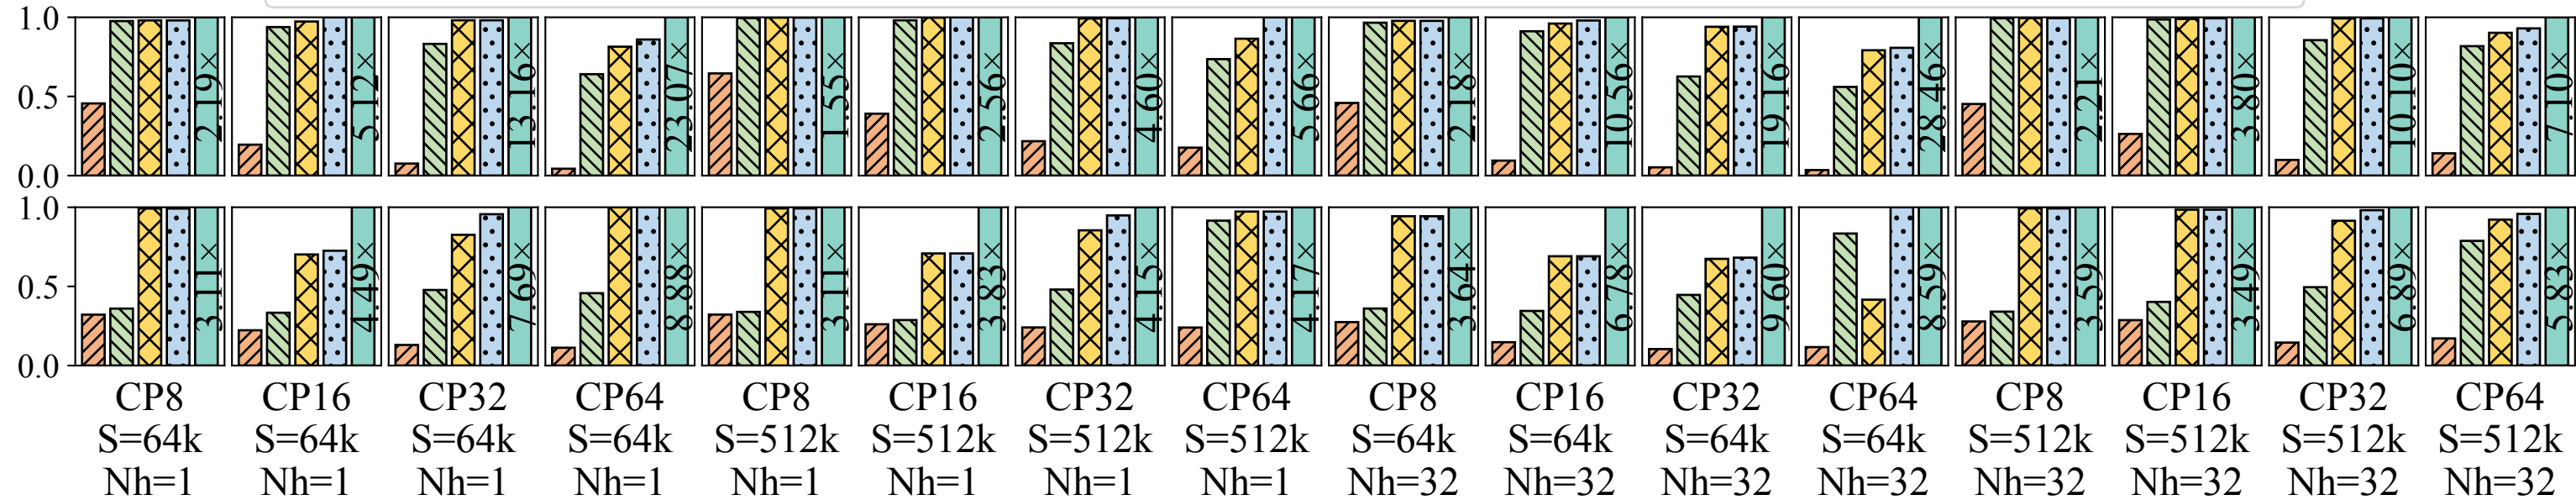 1.0
0.5
0.0
2.19× 5.12× 13.16× 23.07× 1.55× 2.56× 4.60× 5.66× 2.18× 10.56× 19.16× 28.46× 2.21× 3.80× 10.10× 7.10×
1.0
0.5
0.0
3.11× 4.49× 7.69× 8.88× 3.11× 3.83× 4.15× 4.17× 3.64× 6.78× 9.60× 8.59× 3.59× 3.49× 6.89× 5.83×
CP8 CP16 CP32 CP64 CP8 CP16 CP32 CP64 CP8 CP16 CP32 CP64 CP8 CP16 CP32 CP64
S=64k S=64k S=64k S=64k S=512k S=512k S=512k S=512k S=64k S=64k S=64k S=64k S=512k S=512k S=512k S=512k
Nh=1 Nh=1 Nh=1 Nh=1 Nh=1 Nh=1 Nh=1 Nh=1 Nh=32 Nh=32 Nh=32 Nh=32 Nh=32 Nh=32 Nh=32 Nh=32